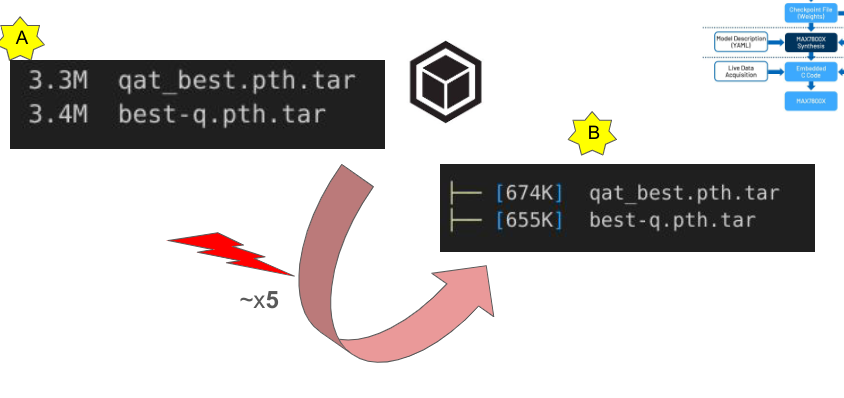 A
3.3M qat_best.pth.tar
3.4M best-q.pth.tar
Checkpoint File
(Weights)
Model Description
(YAML)
MAX7800X
Synthesis
Live Data
Acquisition
Embedded
C Code
MAX7800X
B
├── [674K] qat_best.pth.tar
├── [655K] best-q.pth.tar
~x5